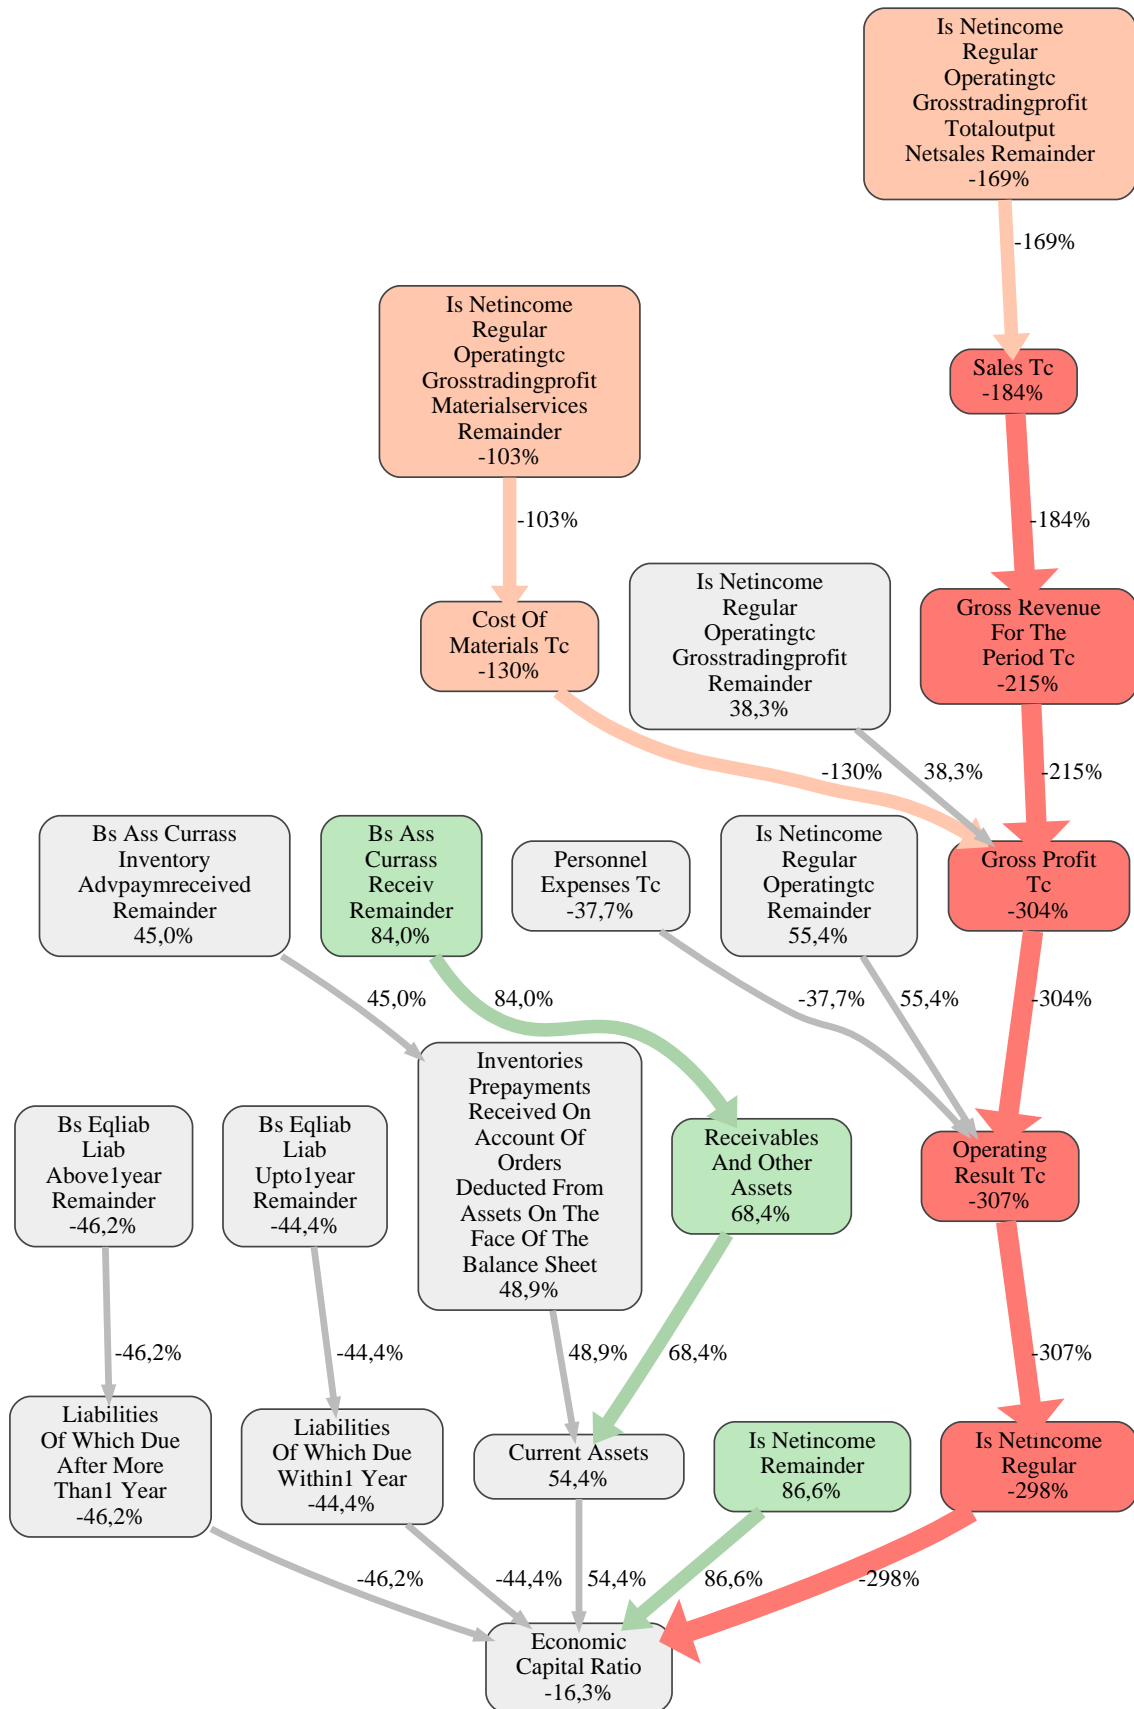 Is Netincome
Regular
Operatingtc
Grosstradingprofit
Totaloutput
Netsales Remainder
-169%
-169%
Is Netincome
Regular
Operatingtc
Grosstradingprofit
Materialservices
Remainder
-103%
Sales Tc
-184%
-103%
-184%
Is Netincome
Regular
Operatingtc
Grosstradingprofit
Remainder
38,3%
Cost Of
Materials Tc
-130%
Gross Revenue
For The
Period Tc
-215%
-130%
38,3%
-215%
Bs Ass Currass
Inventory
Advpaymreceived
Remainder
45,0%
Bs Ass
Currass
Receiv
Remainder
84,0%
Personnel
Expenses Tc
-37,7%
Is Netincome
Regular
Operatingtc
Remainder
55,4%
Gross Profit
Tc
-304%
45,0%
84,0%
-37,7%
55,4%
-304%
Bs Eqliab
Liab
Above1year
Remainder
-46,2%
Bs Eqliab
Liab
Upto1year
Remainder
-44,4%
Inventories
Prepayments
Received On
Account Of
Orders
Deducted From
Assets On The
Face Of The
Balance Sheet
48,9%
Receivables
And Other
Assets
68,4%
Operating
Result Tc
-307%
-46,2%
-44,4%
48,9%
68,4%
-307%
Liabilities
Of Which Due
After More
Than1 Year
-46,2%
Liabilities
Of Which Due
Within1 Year
-44,4%
Current Assets
54,4%
Is Netincome
Remainder
86,6%
Is Netincome
Regular
-298%
-46,2%
-44,4%
54,4%
86,6%
-298%
Economic
Capital Ratio
-16,3%